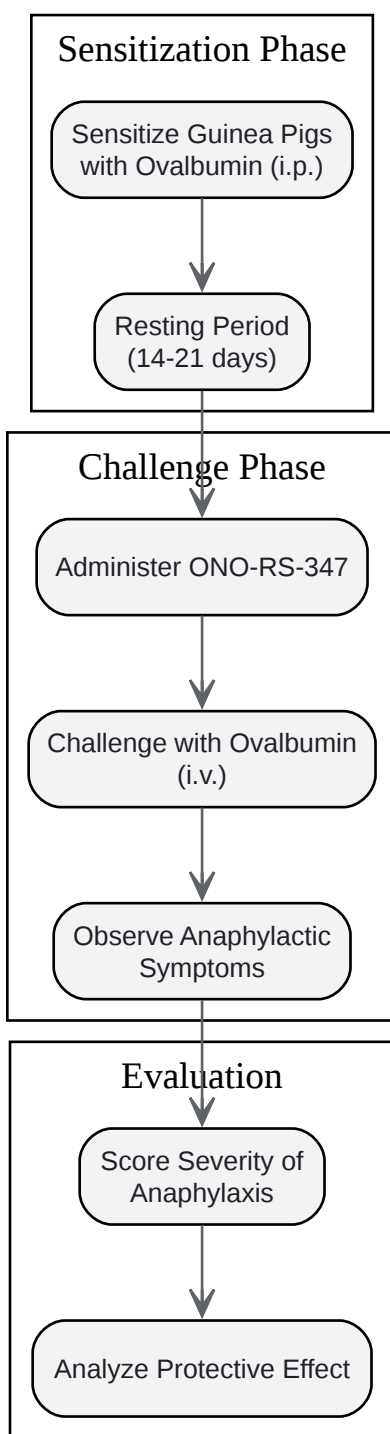 Sensitization Phase
Sensitize Guinea Pigs
with Ovalbumin (i.p.)
Resting Period
(14-21 days)
Challenge Phase
Administer ONO-RS-347
Challenge with Ovalbumin
(i.v.)
Observe Anaphylactic
Symptoms
Evaluation
Score Severity of
Anaphylaxis
Analyze Protective Effect